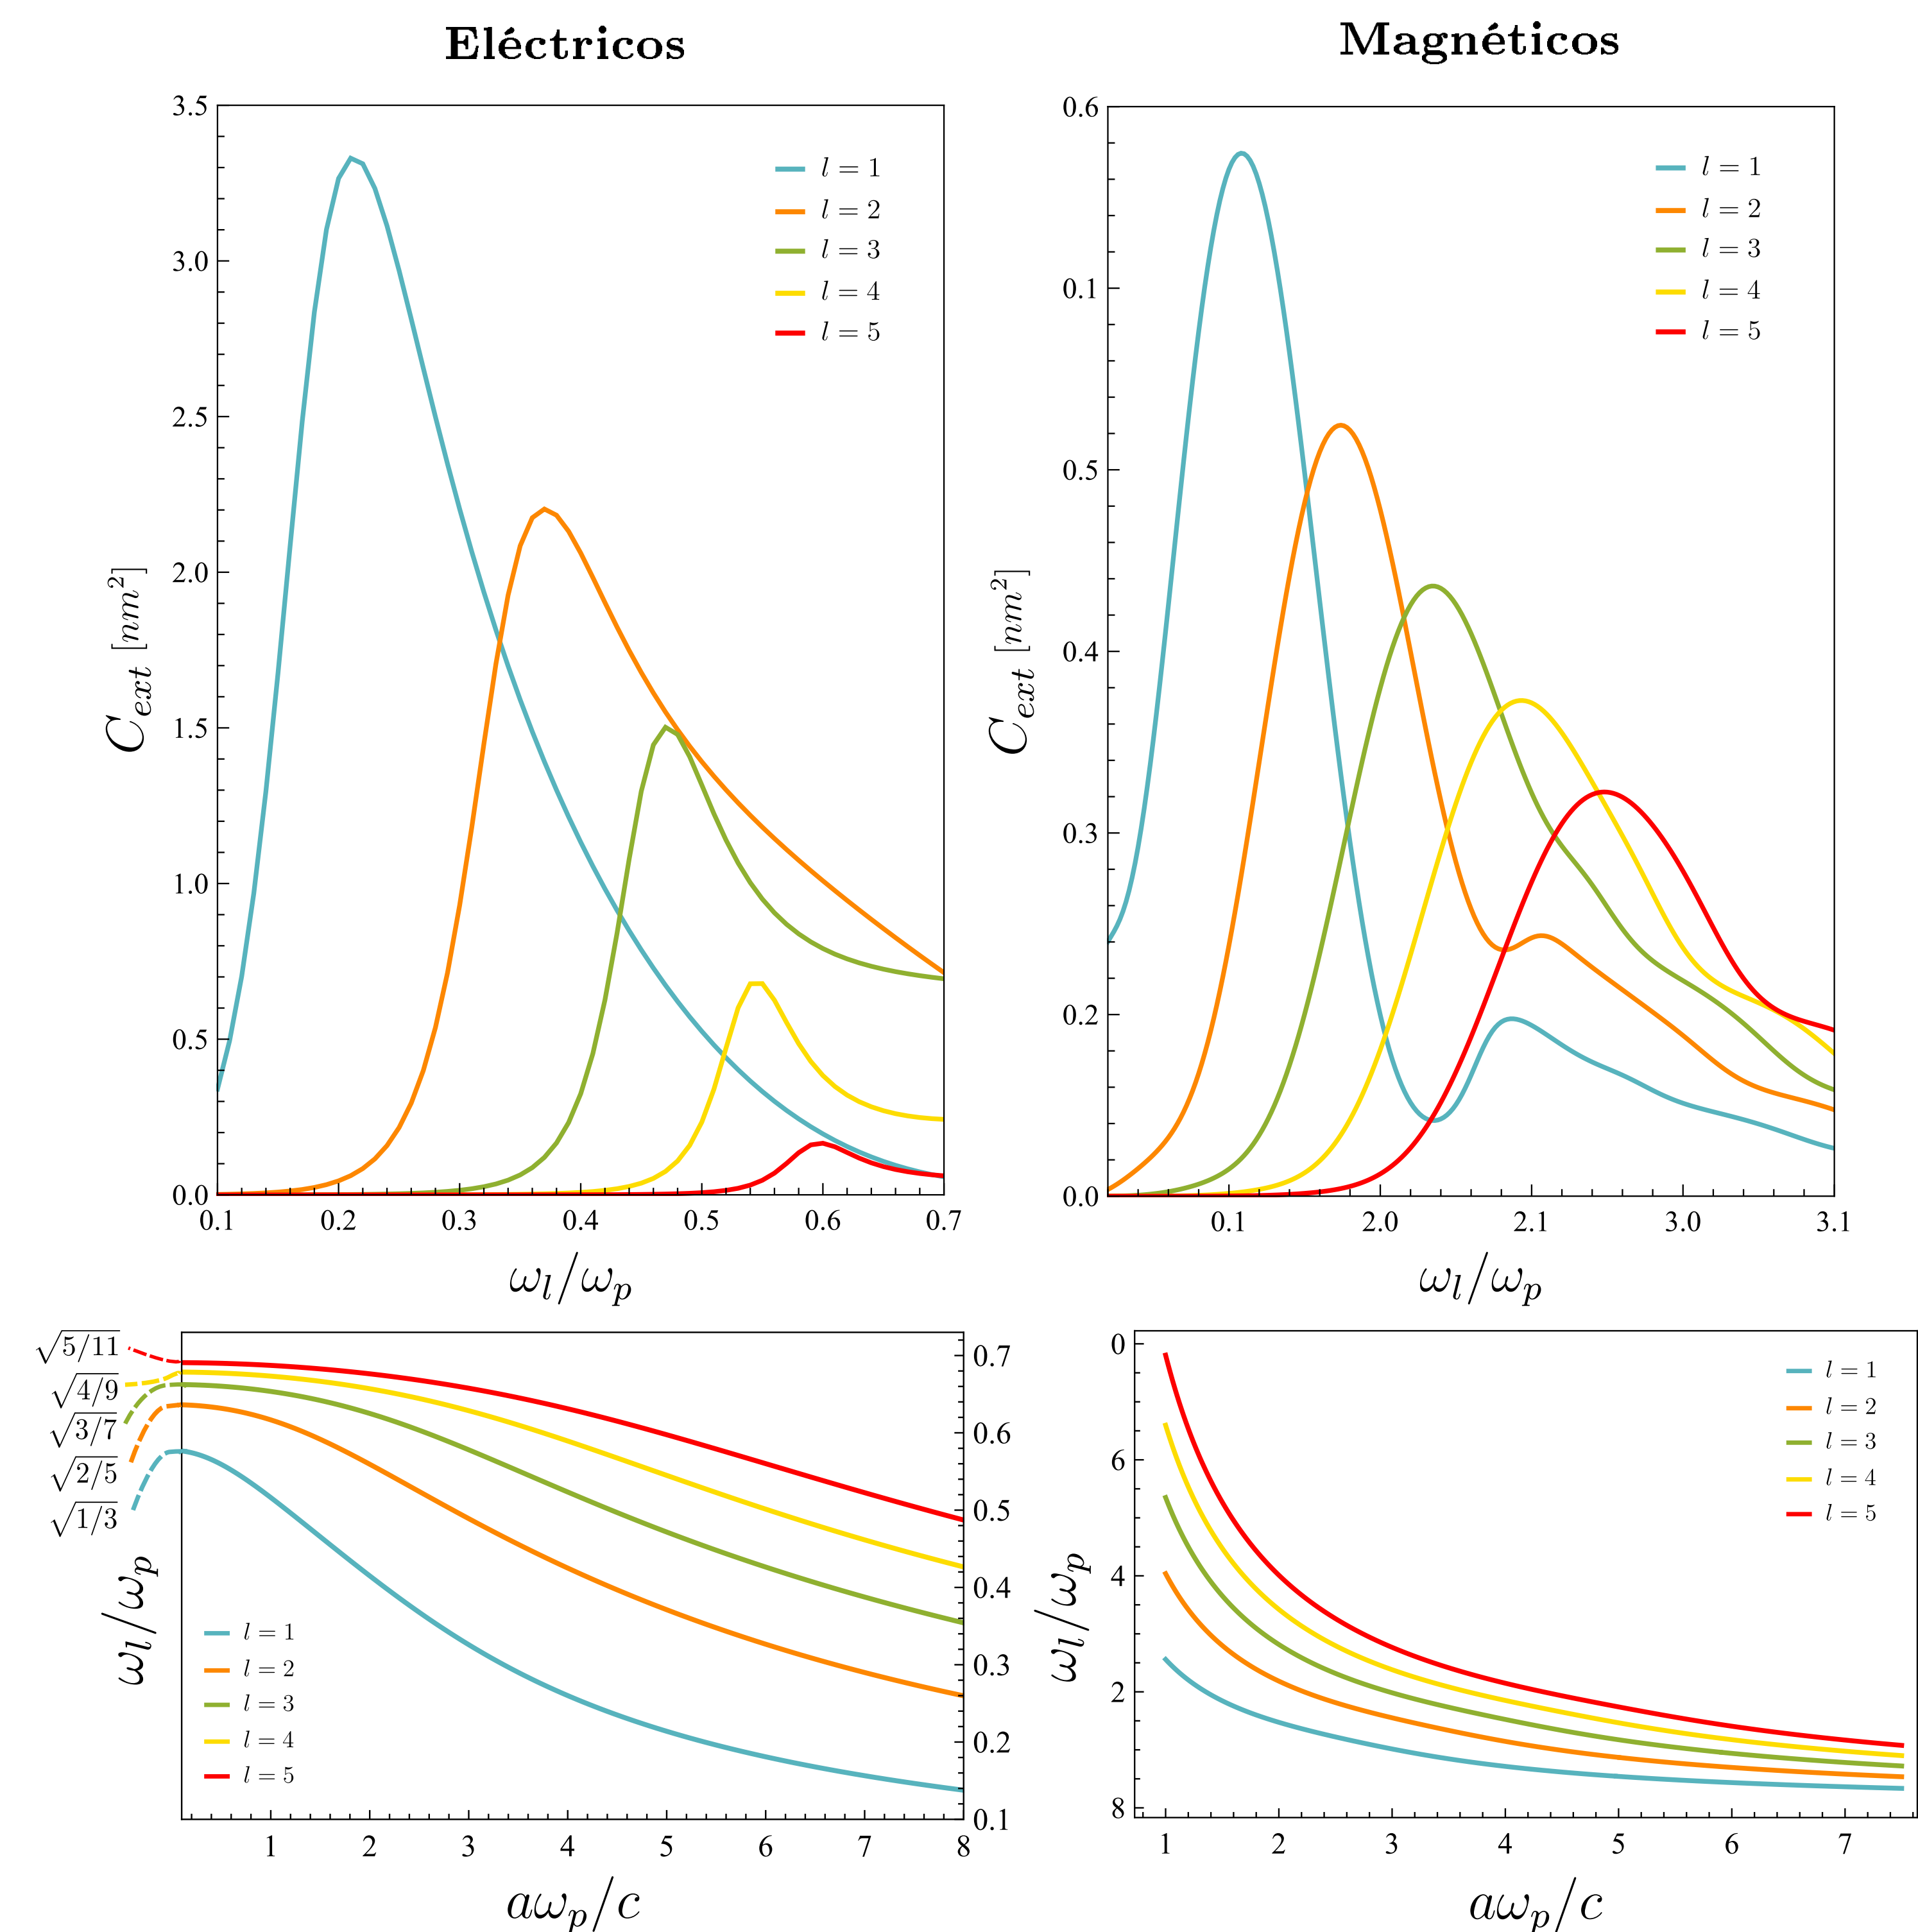 Eléctricos
Magnéticos
3.5
3.0
2.5
2.0
1.5
1.0
0.5
0.0
C_ext [nm²]
l = 1
l = 2
l = 3
l = 4
l = 5
0.1 0.2 0.3 0.4 0.5 0.6 0.7
ω_l/ω_p
0.6
0.1
0.5
0.4
0.3
0.2
0.0
C_ext [nm²]
l = 1
l = 2
l = 3
l = 4
l = 5
0.1 2.0 2.1 3.0 3.1
ω_l/ω_p
√5/11
√4/9
√3/7
√2/5
√1/3
ω_l/ω_p
l = 1
l = 2
l = 3
l = 4
l = 5
0.7
0.6
0.5
0.4
0.3
0.2
0.1
1 2 3 4 5 6 7 8
aω_p/c
0
6
4
2
8
ω_l/ω_p
l = 1
l = 2
l = 3
l = 4
l = 5
1 2 3 4 5 6 7
aω_p/c